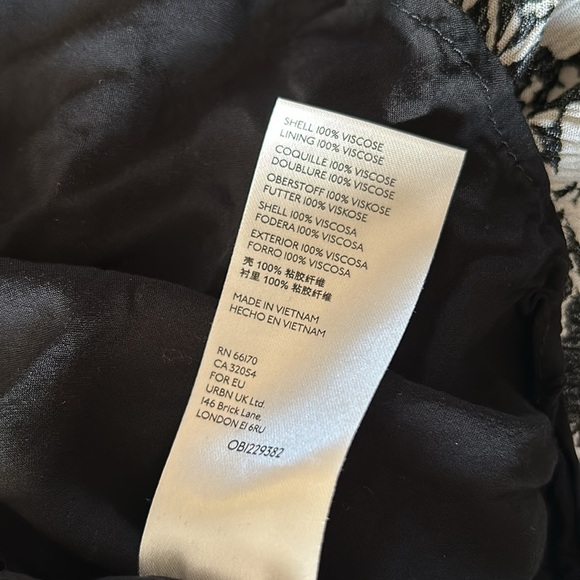 SHELL 100% VISCOSE
LINING 100% VISCOSE
COQUILLE 100% VISCOSE
DOUBLURE 100% VISCOSE
OBERSTOFF 100% VISKOSE
FUTTER 100% VISKOSE
SHELL 100% VISCOSA
FODERA 100% VISCOSA
EXTERIOR 100% VISCOSA
FORRO 100% VISCOSA
壳 100% 粘胶纤维
衬里 100% 粘胶纤维
MADE IN VIETNAM
HECHO EN VIETNAM
RN 66170
CA 32054
FOR EU
URBN UK Ltd
146 Brick Lane,
LONDON E1 6RU
OB1229382